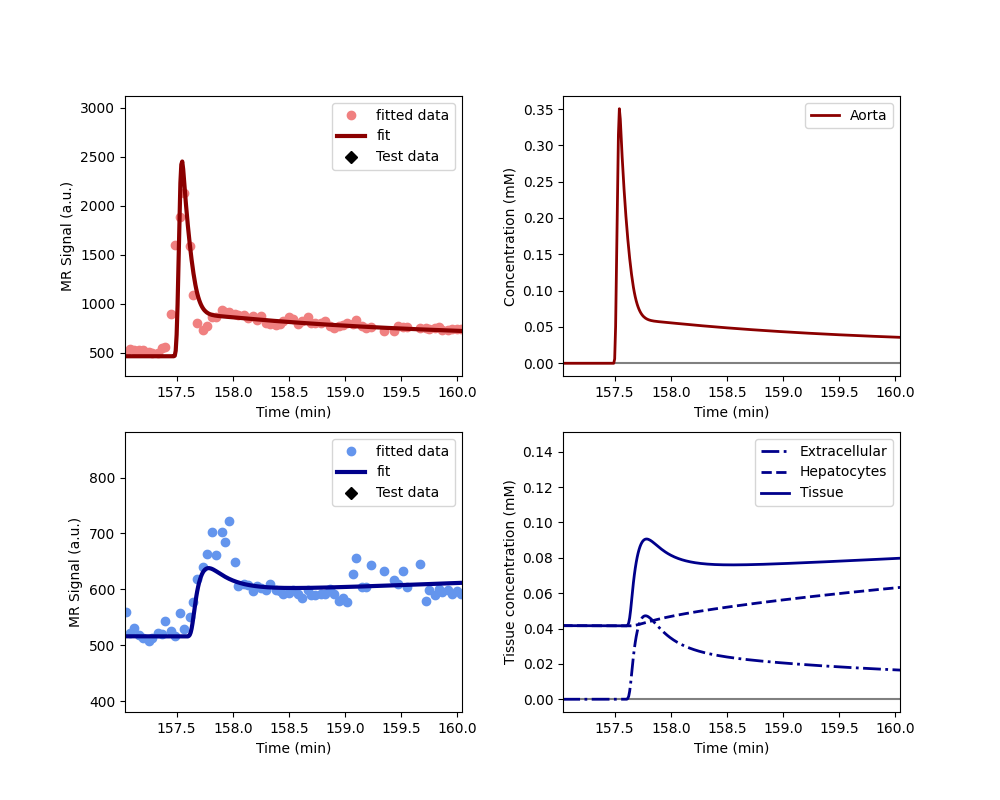 3000
2500
2000
1500
1000
500
MR Signal (a.u.)
fitted data
fit
Test data
157.5 158.0 158.5 159.0 159.5 160.0
Time (min)
0.35
0.30
0.25
0.20
0.15
0.10
0.05
0.00
Concentration (mM)
Aorta
157.5 158.0 158.5 159.0 159.5 160.0
Time (min)
800
700
600
500
400
MR Signal (a.u.)
fitted data
fit
Test data
157.5 158.0 158.5 159.0 159.5 160.0
Time (min)
0.14
0.12
0.10
0.08
0.06
0.04
0.02
0.00
Tissue concentration (mM)
Extracellular
Hepatocytes
Tissue
157.5 158.0 158.5 159.0 159.5 160.0
Time (min)